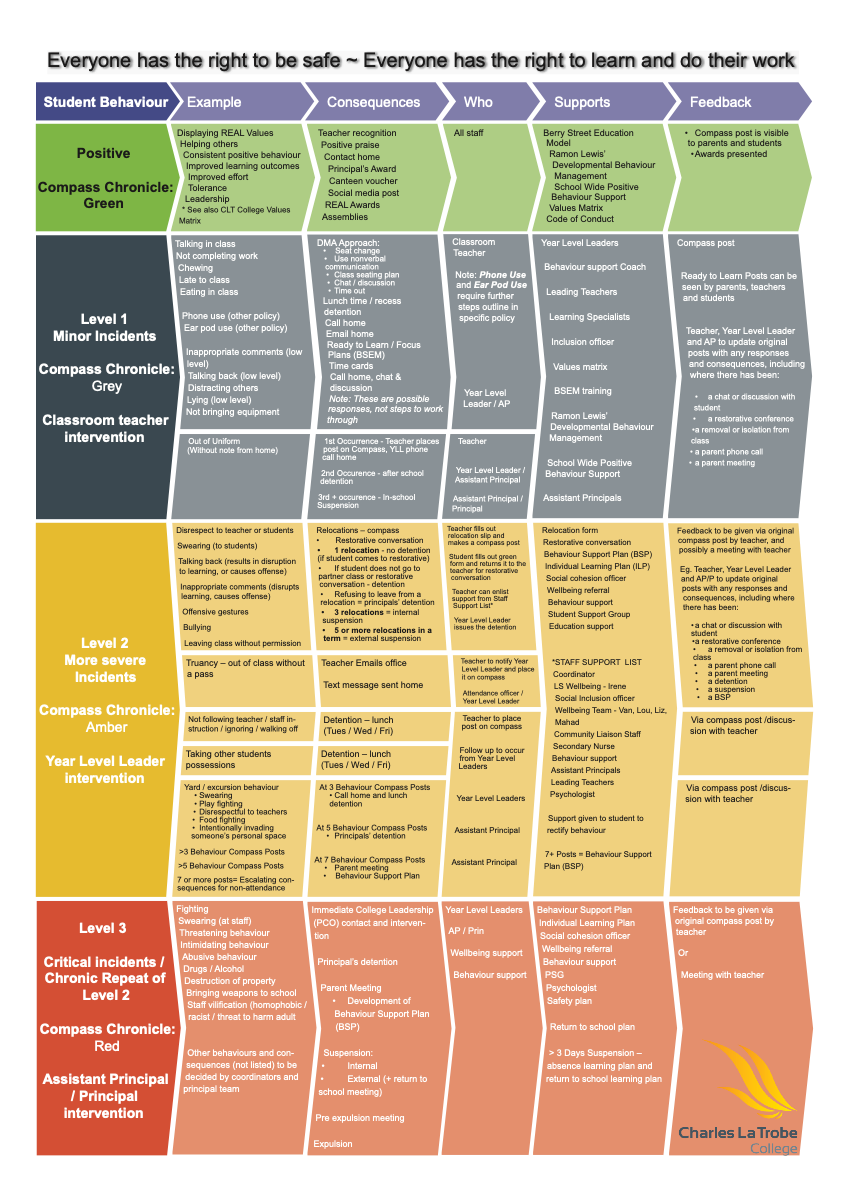 Everyone has the right to be safe ~ Everyone has the right to learn and do their work
Student Behaviour
Example
Consequences
Who
Supports
Feedback
Positive
Compass Chronicle:
Green
Displaying REAL Values
Helping others
Consistent positive behaviour
Improved learning outcomes
Improved effort
Tolerance
Leadership
* See also CLT College Values
Matrix
Teacher recognition
Positive praise
Contact home
Principal's Award
Canteen voucher
Social media post
REAL Awards
Assemblies
All staff
Berry Street Education
Model
Ramon Lewis'
Developmental Behaviour
Management
School Wide Positive
Behaviour Support
Values Matrix
Code of Conduct
• Compass post is visible
to parents and students
•Awards presented
Level 1
Minor Incidents
Compass Chronicle:
Grey
Classroom teacher
intervention
Talking in class
Not completing work
Chewing
Late to class
Eating in class
Phone use (other policy)
Ear pod use (other policy)
Inappropriate comments (low
level)
Talking back (low level)
Distracting others
Lying (low level)
Not bringing equipment
DMA Approach:
• Seat change
• Use nonverbal
communication
• Class seating plan
• Chat / discussion
• Time out
Lunch time / recess
detention
Call home
Email home
Ready to Learn / Focus
Plans (BSEM)
Time cards
Call home, chat &
discussion
Note: These are possible
responses, not steps to work
through
Classroom
Teacher
Note: Phone Use
and Ear Pod Use
require further
steps outline in
specific policy
Year Level
Leader / AP
Year Level Leaders
Behaviour support Coach
Leading Teachers
Learning Specialists
Inclusion officer
Values matrix
BSEM training
Ramon Lewis'
Developmental Behaviour
Management
School Wide Positive
Behaviour Support
Assistant Principals
Compass post
Ready to Learn Posts can be
seen by parents, teachers
and students
Teacher, Year Level Leader
and AP to update original
posts with any responses
and consequences, including
where there has been:
• a chat or discussion with
student
• a restorative conference
•a removal or isolation from
class
• a parent phone call
• a parent meeting
Out of Uniform
(Without note from home)
1st Occurrence - Teacher places
post on Compass, YLL phone
call home
2nd Occurence - after school
detention
3rd + occurence - In-school
Suspension
Teacher
Year Level Leader /
Assistant Principal
Assistant Principal /
Principal
Level 2
More severe
Incidents
Compass Chronicle:
Amber
Year Level Leader
intervention
Disrespect to teacher or students
Swearing (to students)
Talking back (results in disruption
to learning, or causes offense)
Inappropriate comments (disrupts
learning, causes offense)
Offensive gestures
Bullying
Leaving class without permission
Relocations – compass
• Restorative conversation
• 1 relocation - no detention
(if student comes to restorative)
• If student does not go to
partner class or restorative
conversation - detention
• Refusing to leave from a
relocation = principals' detention
• 3 relocations = internal
suspension
• 5 or more relocations in a
term = external suspension
Teacher fills out
relocation slip and
makes a compass post
Student fills out green
form and returns it to the
teacher for restorative
conversation
Teacher can enlist
support from Staff
Support List*
Year Level Leader
issues the detention
Relocation form
Restorative conversation
Behaviour Support Plan (BSP)
Individual Learning Plan (ILP)
Social cohesion officer
Wellbeing referral
Behaviour support
Student Support Group
Education support
*STAFF SUPPORT LIST
Coordinator
LS Wellbeing - Irene
Social Inclusion officer
Wellbeing Team - Van, Lou, Liz,
Mahad
Community Liaison Staff
Secondary Nurse
Behaviour support
Assistant Principals
Leading Teachers
Psychologist
Support given to student to
rectify behaviour
7+ Posts = Behaviour Support
Plan (BSP)
Feedback to be given via original
compass post by teacher, and
possibly a meeting with teacher
Eg. Teacher, Year Level Leader
and AP/P to update original
posts with any responses and
consequences, including where
there has been:
•a chat or discussion with
student
•a restorative conference
• a removal or isolation from
class
• a parent phone call
• a parent meeting
• a detention
• a suspension
• a BSP
Truancy – out of class without
a pass
Teacher Emails office
Text message sent home
Teacher to notify Year
Level Leader and place
it on compass
Attendance officer /
Year Level Leader
Not following teacher / staff in-
struction / ignoring / walking off
Detention – lunch
(Tues / Wed / Fri)
Teacher to place
post on compass
Via compass post /discus-
sion with teacher
Taking other students
possessions
Detention – lunch
(Tues / Wed / Fri)
Follow up to occur
from Year Level
Leaders
Yard / excursion behaviour
• Swearing
• Play fighting
• Disrespectful to teachers
• Food fighting
• Intentionally invading
someone's personal space
>3 Behaviour Compass Posts
>5 Behaviour Compass Posts
7 or more posts= Escalating con-
sequences for non-attendance
At 3 Behaviour Compass Posts
• Call home and lunch
detention
At 5 Behaviour Compass Posts
• Principals' detention
At 7 Behaviour Compass Posts
• Parent meeting
• Behaviour Support Plan
Year Level Leaders
Assistant Principal
Assistant Principal
Via compass post /discus-
sion with teacher
Level 3
Critical incidents /
Chronic Repeat of
Level 2
Compass Chronicle:
Red
Assistant Principal
/ Principal
intervention
Fighting
Swearing (at staff)
Threatening behaviour
Intimidating behaviour
Abusive behaviour
Drugs / Alcohol
Destruction of property
Bringing weapons to school
Staff vilification (homophobic /
racist / threat to harm adult
Other behaviours and con-
sequences (not listed) to be
decided by coordinators and
principal team
Immediate College Leadership
(PCO) contact and interven-
tion
Principal's detention
Parent Meeting
• Development of
Behaviour Support Plan
(BSP)
Suspension:
• Internal
• External (+ return to
school meeting)
Pre expulsion meeting
Expulsion
Year Level Leaders
AP / Prin
Wellbeing support
Behaviour support
Behaviour Support Plan
Individual Learning Plan
Social cohesion officer
Wellbeing referral
Behaviour support
PSG
Psychologist
Safety plan
Return to school plan
> 3 Days Suspension –
absence learning plan and
return to school learning plan
Feedback to be given via
original compass post by
teacher
Or
Meeting with teacher
Charles La Trobe
College